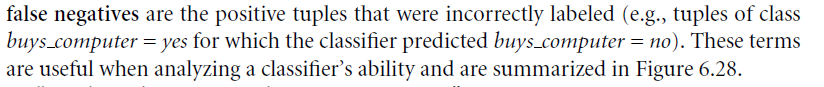 false negatives are the positive tuples that were incorrectly labeled (e.g., tuples of class
buys_computer = yes for which the classifier predicted buys_computer = no). These terms
are useful when analyzing a classifier's ability and are summarized in Figure 6.28.